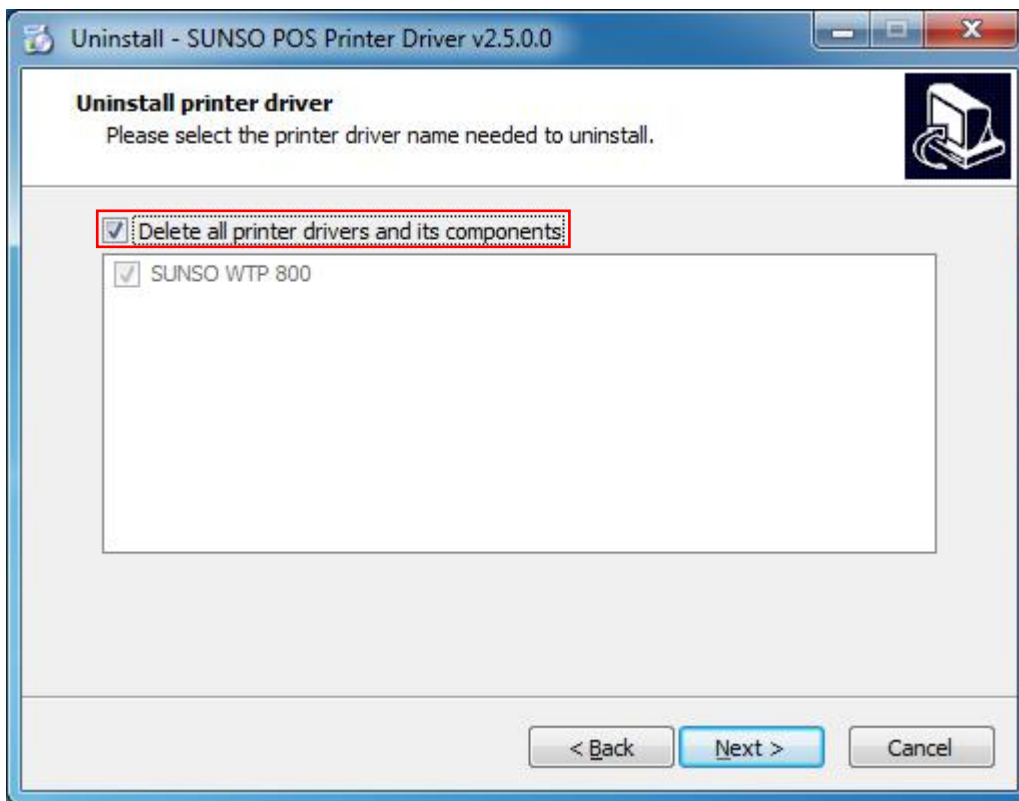 Uninstall - SUNSO POS Printer Driver v2.5.0.0
Uninstall printer driver
Please select the printer driver name needed to uninstall.
Delete all printer drivers and its components
SUNSO WTP 800
< Back Next > Cancel